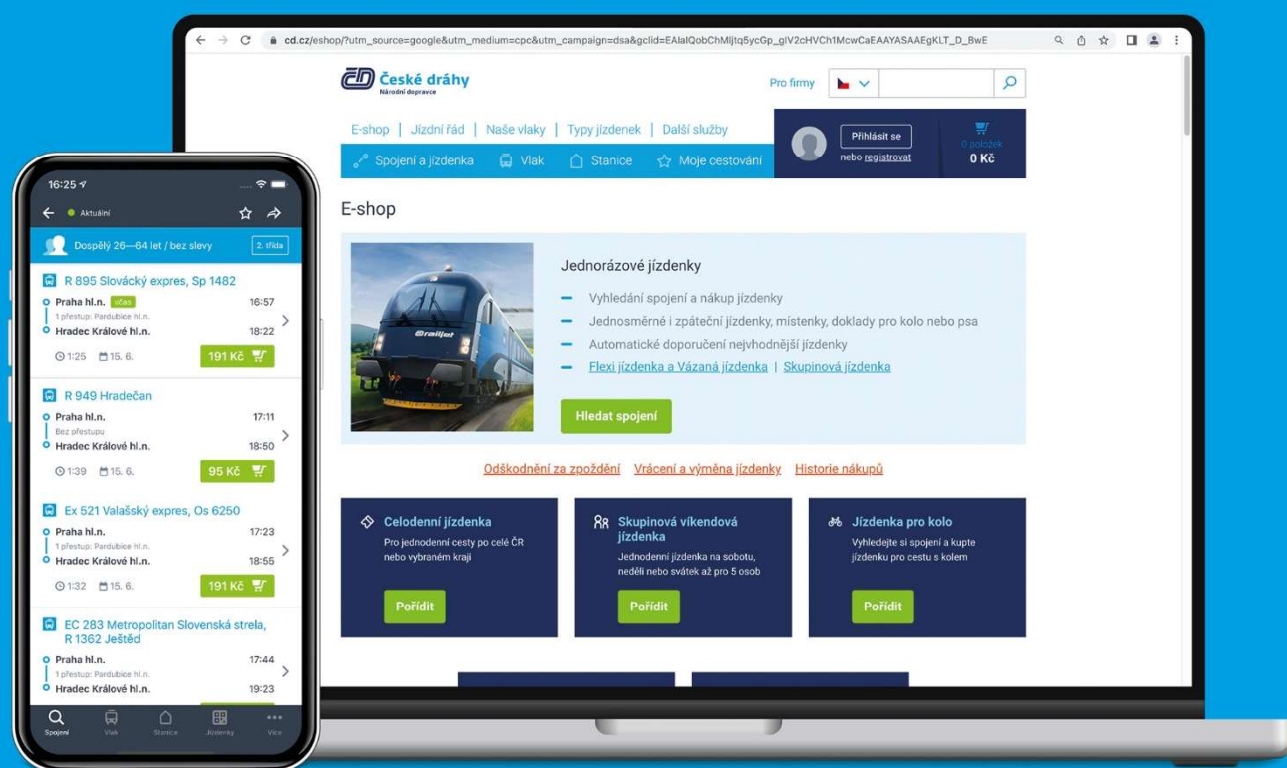 cd.cz/eshop/?utm_source=google&utm_medium=cpc&utm_campaign=dsa&gclid=EAIaIQobChMIjtq5ycGp_gIV2cHVCh1McwCaEAAYASAAEgKLT_D_BwE
ČD České dráhy
Národní dopravce
Pro firmy
E-shop | Jízdní řád | Naše vlaky | Typy jízdenek | Další služby
Přihlásit se
nebo registrovat
0 položek
0 Kč
Spojení a jízdenka Vlak Stanice Moje cestování
E-shop
railjet
Jednorázové jízdenky
Vyhledání spojení a nákup jízdenky
Jednosměrné i zpáteční jízdenky, místenky, doklady pro kolo nebo psa
Automatické doporučení nejvhodnější jízdenky
Flexi jízdenka a Vázaná jízdenka | Skupinová jízdenka
Hledat spojení
Odškodnění za zpoždění Vrácení a výměna jízdenky Historie nákupů
Celodenní jízdenka
Pro jednodenní cesty po celé ČR
nebo vybraném kraji
Pořídit
Skupinová víkendová
jízdenka
Jednodenní jízdenka na sobotu,
neděli nebo svátek až pro 5 osob
Pořídit
Jízdenka pro kolo
Vyhledejte si spojení a kupte
jízdenku pro cestu s kolem
Pořídit
16:25
Aktuální
Dospělý 26—64 let / bez slevy 2. třída
R 895 Slovácký expres, Sp 1482
Praha hl.n. včas 16:57
1 přestup: Pardubice hl.n.
Hradec Králové hl.n. 18:22
1:25 15. 6. 191 Kč
R 949 Hradečan
Praha hl.n. 17:11
Bez přestupu
Hradec Králové hl.n. 18:50
1:39 15. 6. 95 Kč
Ex 521 Valašský expres, Os 6250
Praha hl.n. 17:23
1 přestup: Pardubice hl.n.
Hradec Králové hl.n. 18:55
1:32 15. 6. 191 Kč
EC 283 Metropolitan Slovenská strela,
R 1362 Ještěd
Praha hl.n. 17:44
1 přestup: Pardubice hl.n.
Hradec Králové hl.n. 19:23
Spojení Vlak Stanice Jízdenky Více